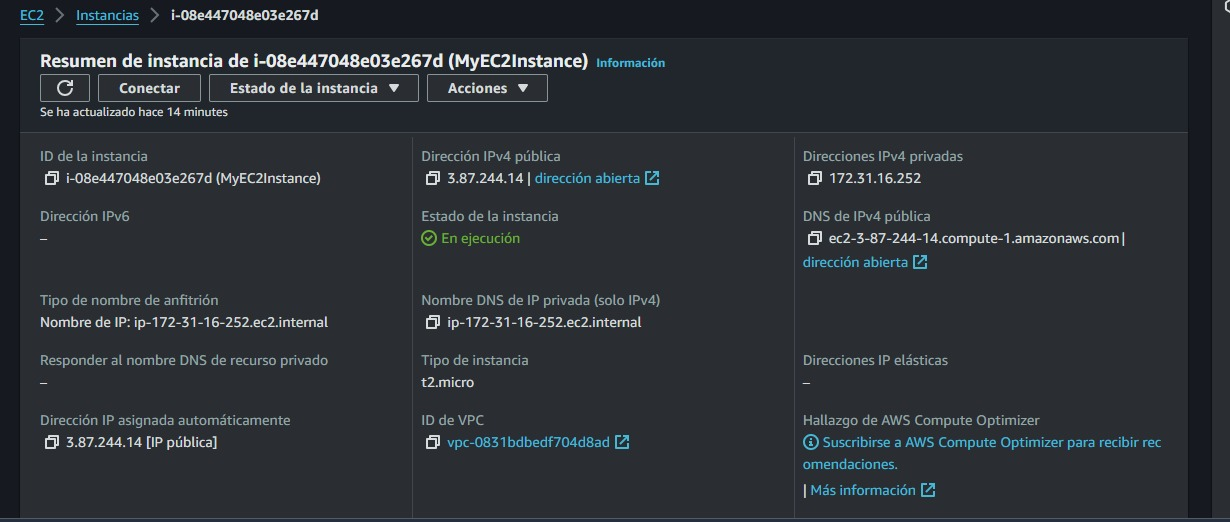 EC2 > Instancias > i-08e447048e03e267d
Resumen de instancia de i-08e447048e03e267d (MyEC2Instance) Información
Conectar
Estado de la instancia ▼
Acciones ▼
Se ha actualizado hace 14 minutes
ID de la instancia
i-08e447048e03e267d (MyEC2Instance)
Dirección IPv4 pública
3.87.244.14 | dirección abierta
Direcciones IPv4 privadas
172.31.16.252
Dirección IPv6
–
Estado de la instancia
En ejecución
DNS de IPv4 pública
ec2-3-87-244-14.compute-1.amazonaws.com |
dirección abierta
Tipo de nombre de anfitrión
Nombre de IP: ip-172-31-16-252.ec2.internal
Nombre DNS de IP privada (solo IPv4)
ip-172-31-16-252.ec2.internal
Responder al nombre DNS de recurso privado
–
Tipo de instancia
t2.micro
Direcciones IP elásticas
–
Dirección IP asignada automáticamente
3.87.244.14 [IP pública]
ID de VPC
vpc-0831bdbedf704d8ad
Hallazgo de AWS Compute Optimizer
Suscribirse a AWS Compute Optimizer para recibir rec
omendaciones.
| Más información